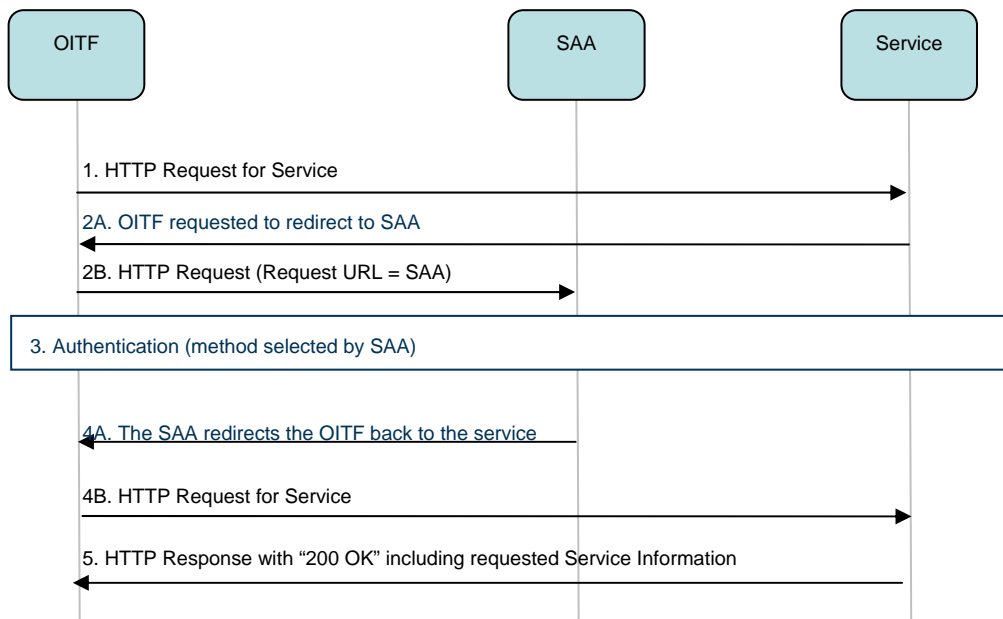 OITF
SAA
Service
1. HTTP Request for Service
2A. OITF requested to redirect to SAA
2B. HTTP Request (Request URL = SAA)
3. Authentication (method selected by SAA)
4A. The SAA redirects the OITF back to the service
4B. HTTP Request for Service
5. HTTP Response with “200 OK” including requested Service Information